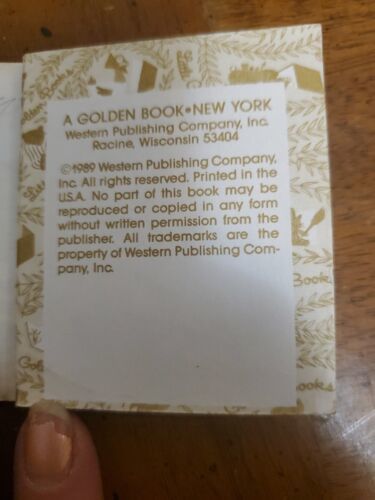 A GOLDEN BOOK•NEW YORK
Western Publishing Company, Inc.
Racine, Wisconsin 53404
©1989 Western Publishing Company,
Inc. All rights reserved. Printed in the
U.S.A. No part of this book may be
reproduced or copied in any form
without written permission from the
publisher. All trademarks are the
property of Western Publishing Com-
pany, Inc.
Book
ooks